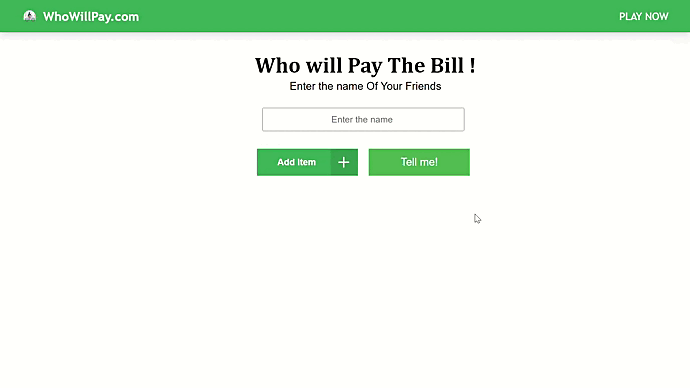 WhoWillPay.com
PLAY NOW
Who will Pay The Bill !
Enter the name Of Your Friends
Enter the name
Add item +
Tell me!